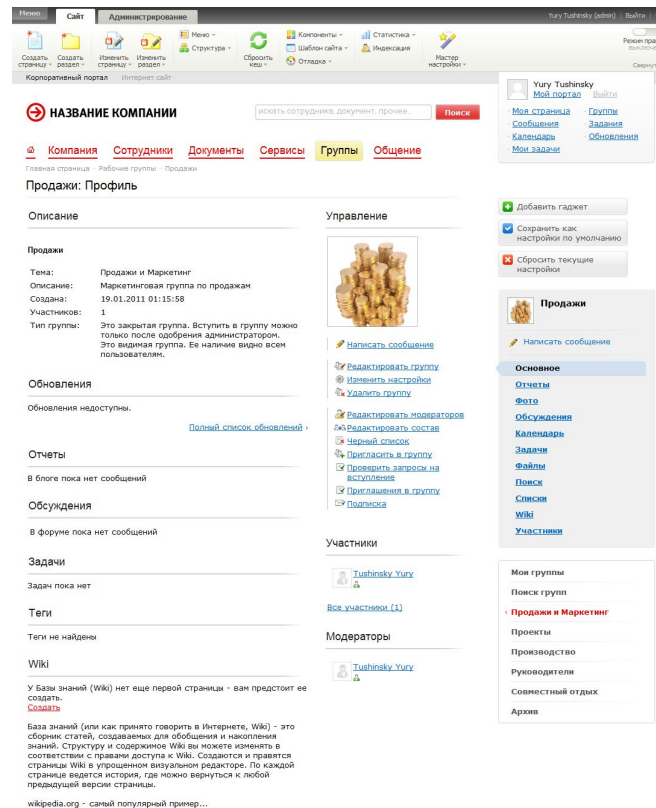 Меню
Сайт
Администрирование
Yury Tushinsky (admin)
Выйти
Создать страницу
Создать раздел
Изменить страницу
Изменить раздел
Меню
Структура
Сбросить кеш
Компоненты
Шаблон сайта
Отладка
Статистика
Индексация
Мастер настройки
Режим пра
выключе
Свернут
Корпоративный портал
Интернет сайт
Yury Tushinsky
Мой портал Выйти
Моя страница
Группы
Сообщения
Задания
Календарь
Обновления
Мои задачи
НАЗВАНИЕ КОМПАНИИ
искать сотрудника, документ, прочее...
Поиск
Компания
Сотрудники
Документы
Сервисы
Группы
Общение
Главная страница - Рабочие группы - Продажи
Продажи: Профиль
Описание
Продажи
Тема: Продажи и Маркетинг
Описание: Маркетинговая группа по продажам
Создана: 19.01.2011 01:15:58
Участников: 1
Тип группы: Это закрытая группа. Вступить в группу можно
только после одобрения администратором.
Это видимая группа. Ее наличие видно всем
пользователям.
Обновления
Обновления недоступны.
Полный список обновлений
Отчеты
В блоге пока нет сообщений
Обсуждения
В форуме пока нет сообщений
Задачи
Задач пока нет
Теги
Теги не найдены
Wiki
У Базы знаний (Wiki) нет еще первой страницы - вам предстоит ее
создать.
Создать
База знаний (или как принято говорить в Интернете, Wiki) - это
сборник статей, создаваемых для обобщения и накопления
знаний. Структуру и содержимое Wiki вы можете изменять в
соответствии с правами доступа к Wiki. Создаются и правятся
страницы Wiki в упрощенном визуальном редакторе. По каждой
странице ведется история, где можно вернуться к любой
предыдущей версии страницы.
wikipedia.org - самый популярный пример...
Управление
Написать сообщение
Редактировать группу
Изменить настройки
Удалить группу
Редактировать модераторов
Редактировать состав
Черный список
Пригласить в группу
Проверить запросы на
вступление
Приглашения в группу
Подписка
Участники
Tushinsky Yury
Все участники (1)
Модераторы
Tushinsky Yury
Добавить гаджет
Сохранить как
настройки по умолчанию
Сбросить текущие
настройки
Продажи
Написать сообщение
Основное
Отчеты
Фото
Обсуждения
Календарь
Задачи
Файлы
Поиск
Списки
Wiki
Участники
Мои группы
Поиск групп
Продажи и Маркетинг
Проекты
Производство
Руководители
Совместный отдых
Архив